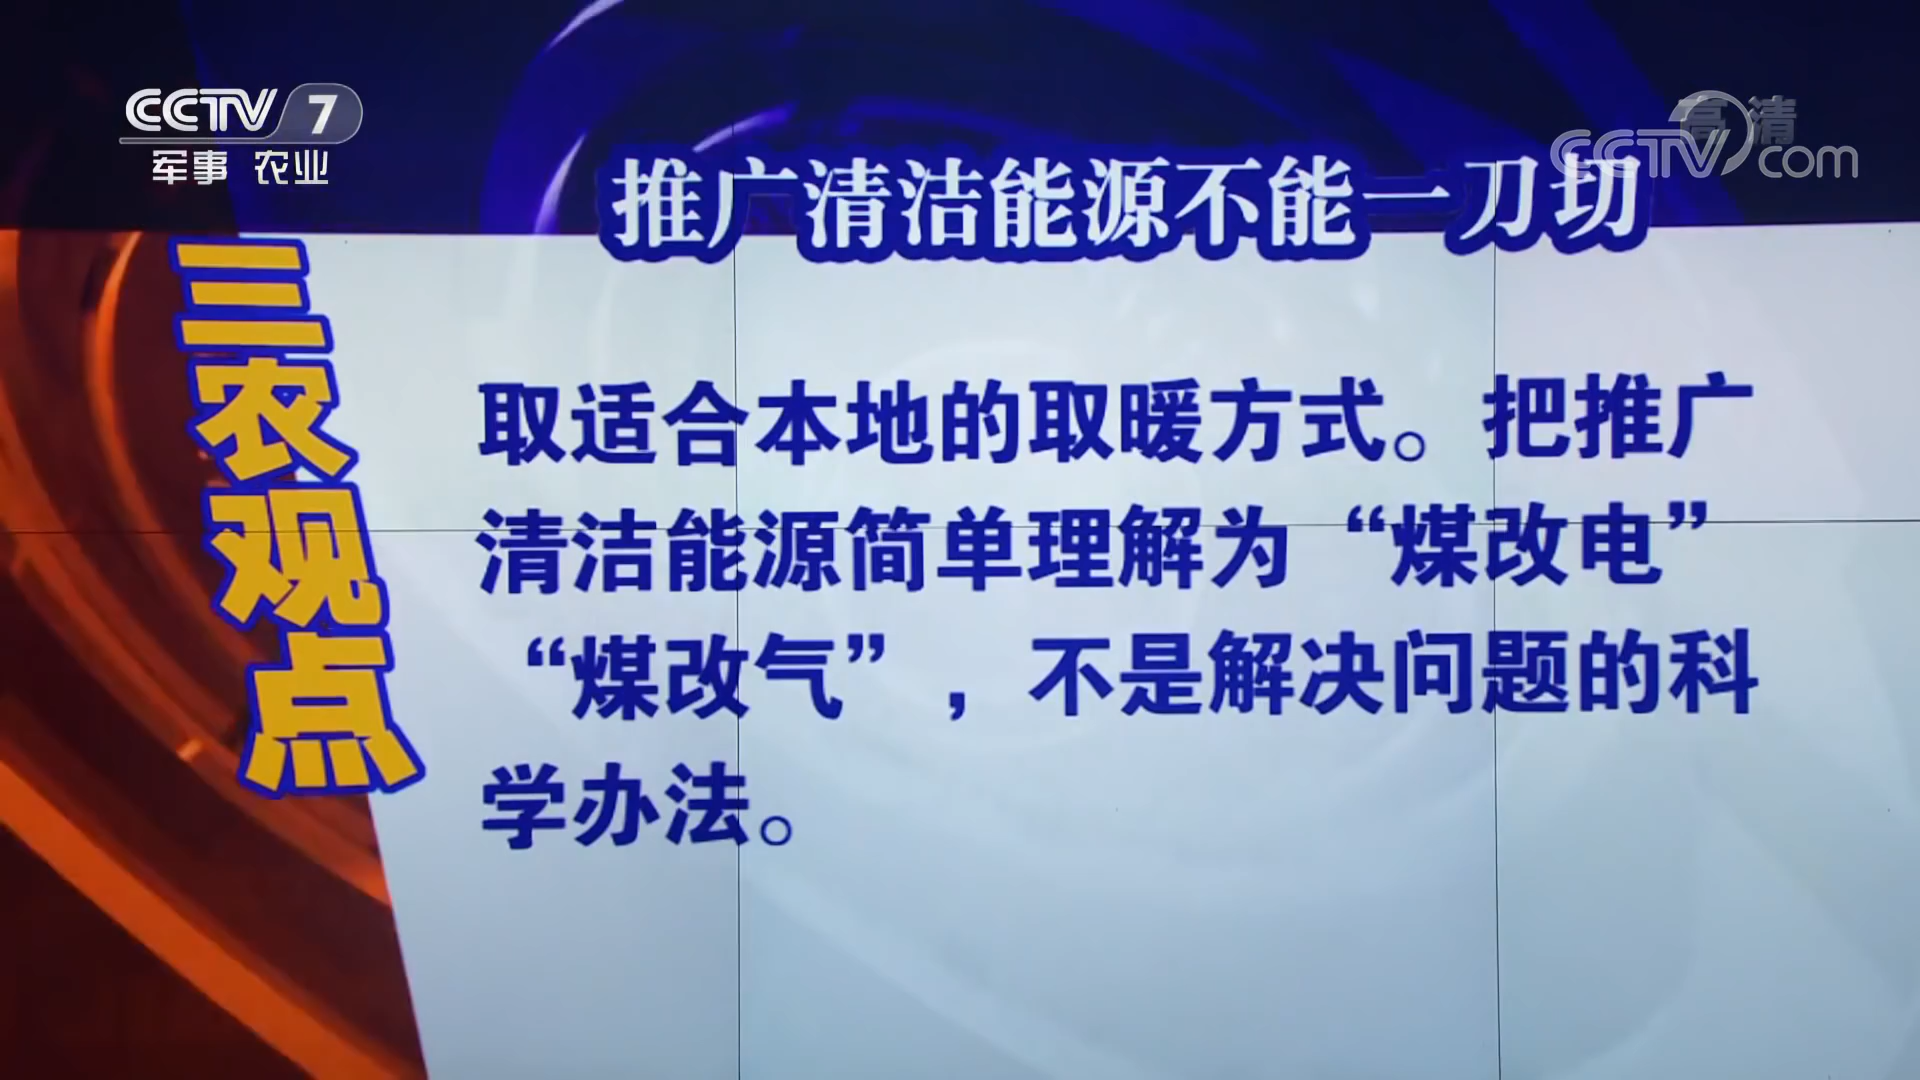 CCTV 7
军事 农业
高清
CCTV com
推广清洁能源不能一刀切
三农观点
取适合本地的取暖方式。把推广
清洁能源简单理解为“煤改电”
“煤改气”，不是解决问题的科
学办法。